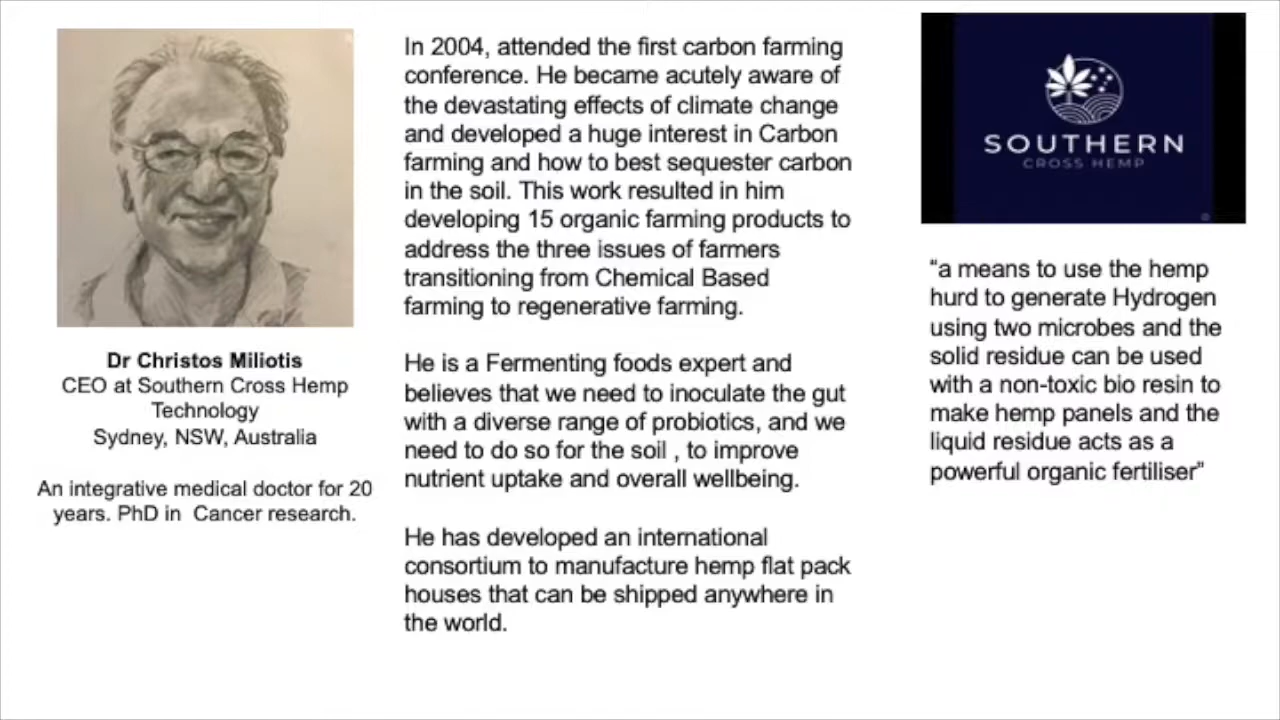 Dr Christos Miliotis
CEO at Southern Cross Hemp
Technology
Sydney, NSW, Australia
An integrative medical doctor for 20
years. PhD in  Cancer research.
In 2004, attended the first carbon farming
conference. He became acutely aware of
the devastating effects of climate change
and developed a huge interest in Carbon
farming and how to best sequester carbon
in the soil. This work resulted in him
developing 15 organic farming products to
address the three issues of farmers
transitioning from Chemical Based
farming to regenerative farming.
He is a Fermenting foods expert and
believes that we need to inoculate the gut
with a diverse range of probiotics, and we
need to do so for the soil , to improve
nutrient uptake and overall wellbeing.
He has developed an international
consortium to manufacture hemp flat pack
houses that can be shipped anywhere in
the world.
SOUTHERN
CROSS HEMP
“a means to use the hemp
hurd to generate Hydrogen
using two microbes and the
solid residue can be used
with a non-toxic bio resin to
make hemp panels and the
liquid residue acts as a
powerful organic fertiliser”